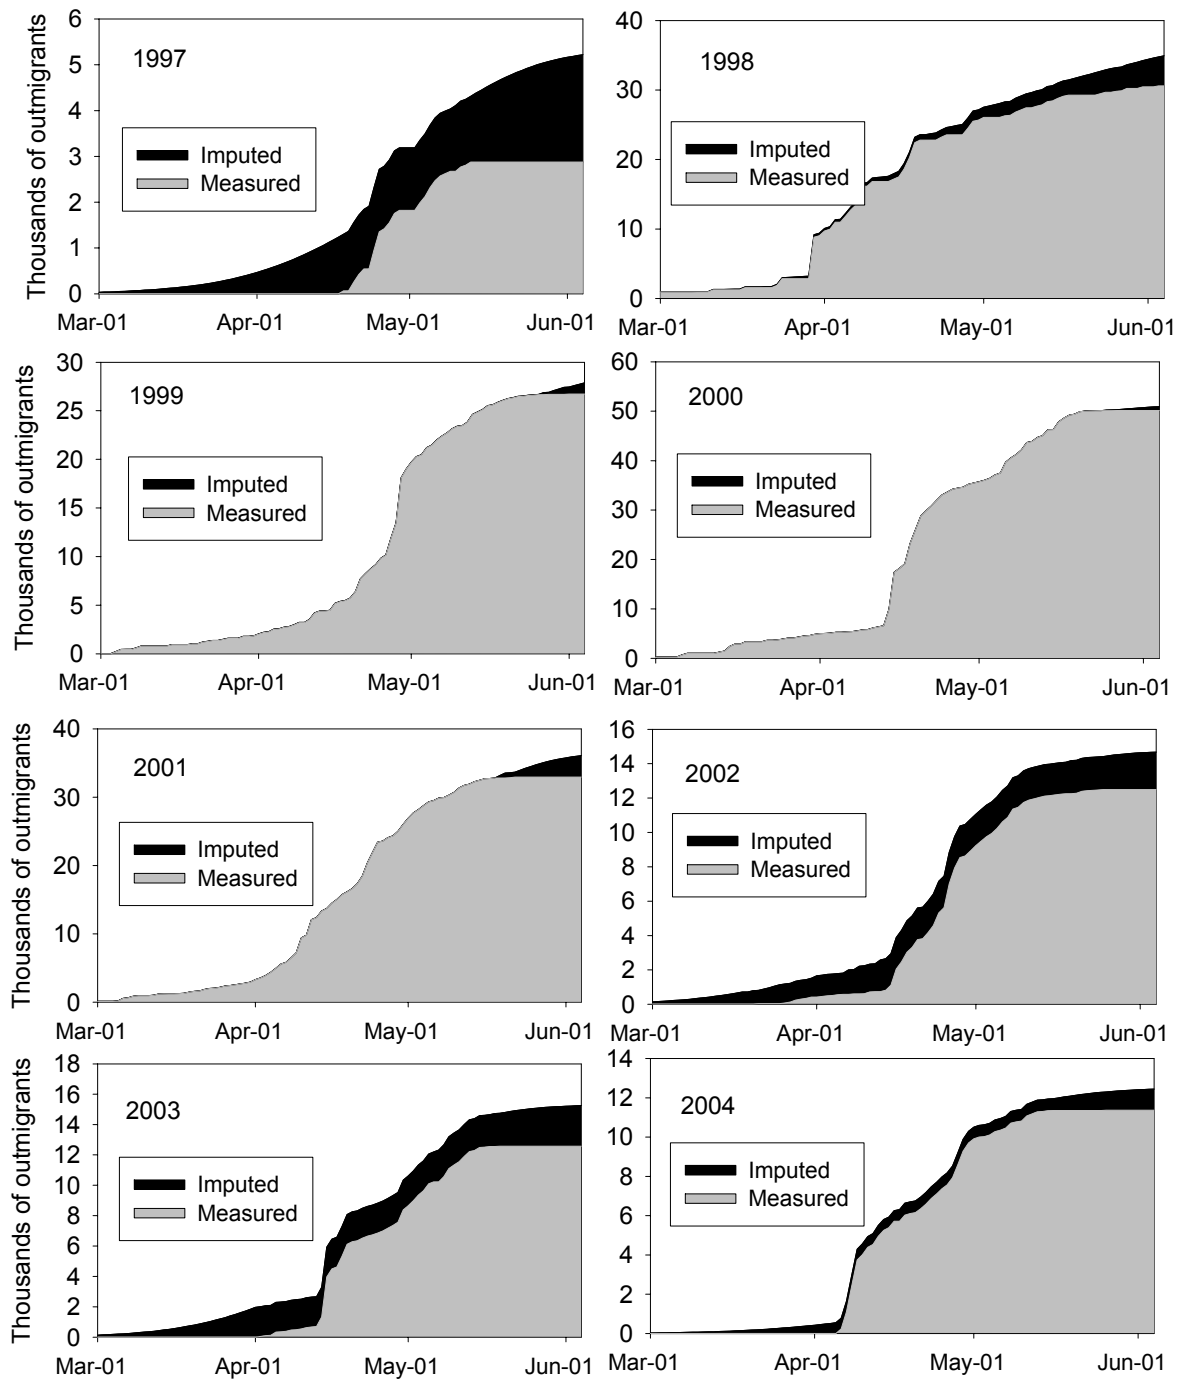 Thousands of outmigrants
6
5
4
3
2
1
0
1997
Imputed
Measured
Mar-01 Apr-01 May-01 Jun-01
40
30
20
10
0
1998
Imputed
Measured
Mar-01 Apr-01 May-01 Jun-01
Thousands of outmigrants
30
25
20
15
10
5
0
1999
Imputed
Measured
Mar-01 Apr-01 May-01 Jun-01
60
50
40
30
20
10
0
2000
Imputed
Measured
Mar-01 Apr-01 May-01 Jun-01
Thousands of outmigrants
40
30
20
10
0
2001
Imputed
Measured
Mar-01 Apr-01 May-01 Jun-01
16
14
12
10
8
6
4
2
0
2002
Imputed
Measured
Mar-01 Apr-01 May-01 Jun-01
Thousands of outmigrants
18
16
14
12
10
8
6
4
2
0
2003
Imputed
Measured
Mar-01 Apr-01 May-01 Jun-01
14
12
10
8
6
4
2
0
2004
Imputed
Measured
Mar-01 Apr-01 May-01 Jun-01